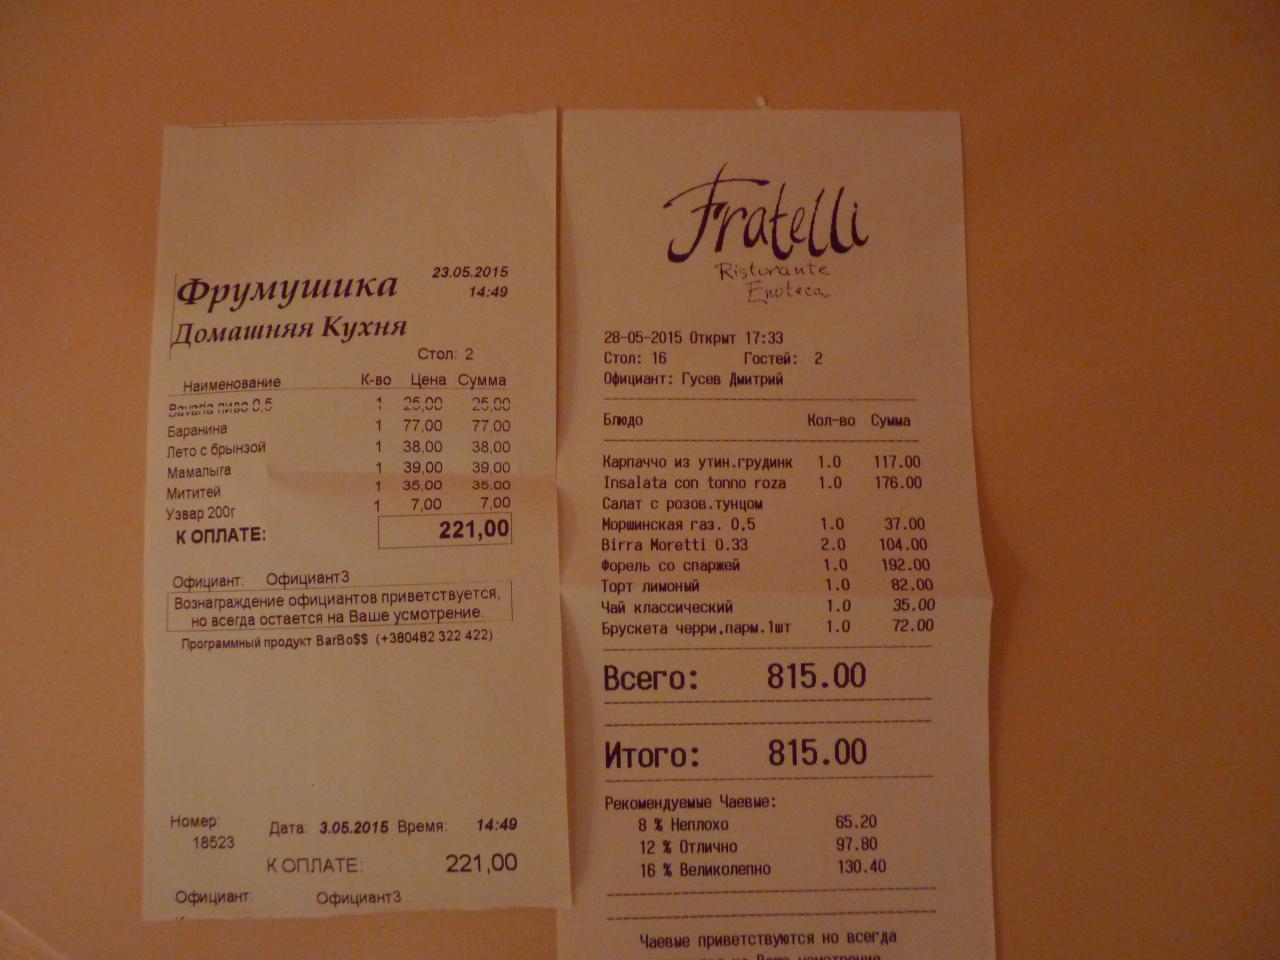 Фрумушика
23.05.2015
14:49
Домашняя Кухня
Стол: 2
Наименование К-во Цена Сумма
Bavaria пиво 0,5 1 25,00 25,00
Баранина 1 77,00 77,00
Лето с брынзой 1 38,00 38,00
Мамалыга 1 39,00 39,00
Мититей 1 35,00 35,00
Узвар 200г 1 7,00 7,00
К ОПЛАТЕ: 221,00
Официант: Официант3
Вознаграждение официантов приветствуется,
но всегда остается на Ваше усмотрение.
Программный продукт BarBo$$ (+380482 322 422)
Номер:
18523
Дата: 3.05.2015 Время: 14:49
К ОПЛАТЕ: 221,00
Официант: Официант3
Fratelli
Ristorante
Enoteca
28-05-2015 Открыт 17:33
Стол: 16 Гостей: 2
Официант: Гусев Дмитрий
Блюдо Кол-во Сумма
Карпаччо из утин.грудинк 1.0 117.00
Insalata con tonno roza 1.0 176.00
Салат с розов.тунцом
Моршинская газ. 0,5 1.0 37.00
Birra Moretti 0.33 2.0 104.00
Форель со спаржей 1.0 192.00
Торт лимоный 1.0 82.00
Чай классический 1.0 35.00
Брускета черри,парм.1шт 1.0 72.00
Всего: 815.00
Итого: 815.00
Рекомендуемые Чаевые:
8 % Неплохо 65.20
12 % Отлично 97.80
16 % Великолепно 130.40
Чаевые приветствуются но всегда
на Ваше усмотрение